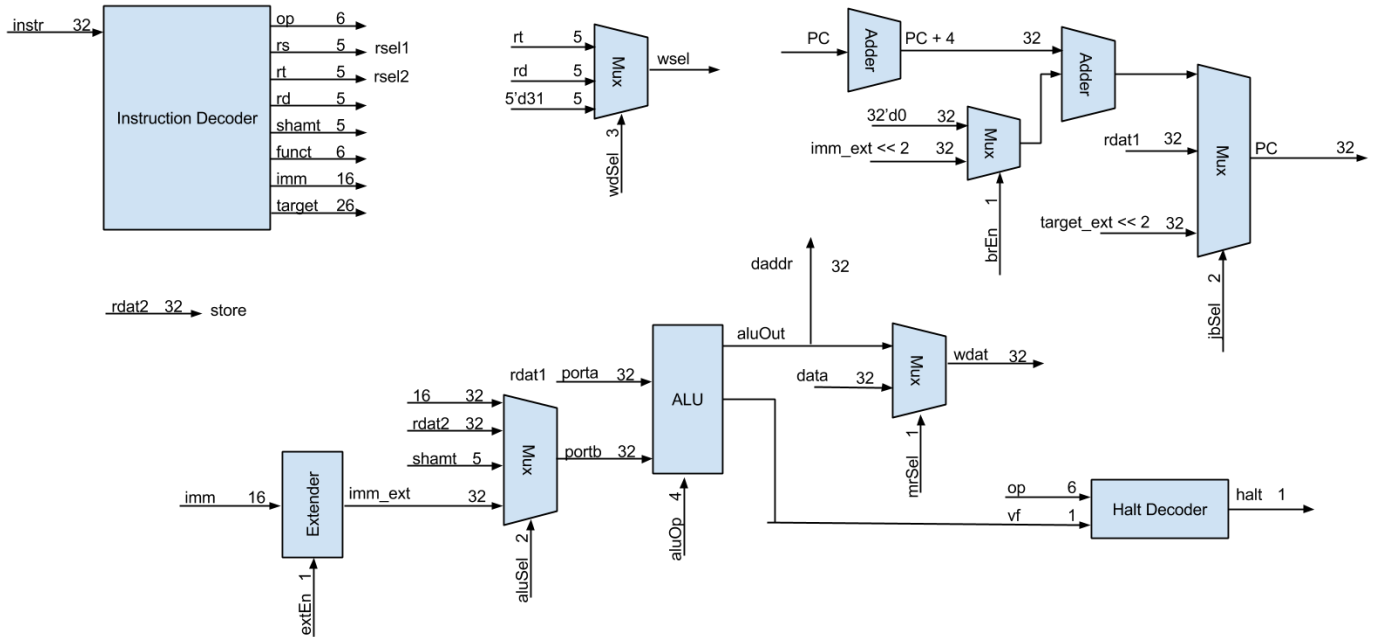 instr 32
Instruction Decoder
op 6
rs 5 rsel1
rt 5 rsel2
rd 5
shamt 5
funct 6
imm 16
target 26
rt 5
rd 5
5'd31 5
Mux
wsel
wdSel 3
PC
Adder
PC + 4 32
Adder
32'd0 32
imm_ext << 2 32
Mux
brEn 1
rdat1 32
target_ext << 2 32
Mux
PC 32
jbSel 2
rdat2 32 store
daddr 32
rdat1 porta 32
16 32
rdat2 32
shamt 5
Mux
portb 32
imm 16
Extender
imm_ext 32
extEn 1
aluSel 2
ALU
aluOp 4
aluOut
data 32
Mux
wdat 32
mrSel 1
op 6
vf 1
Halt Decoder
halt 1